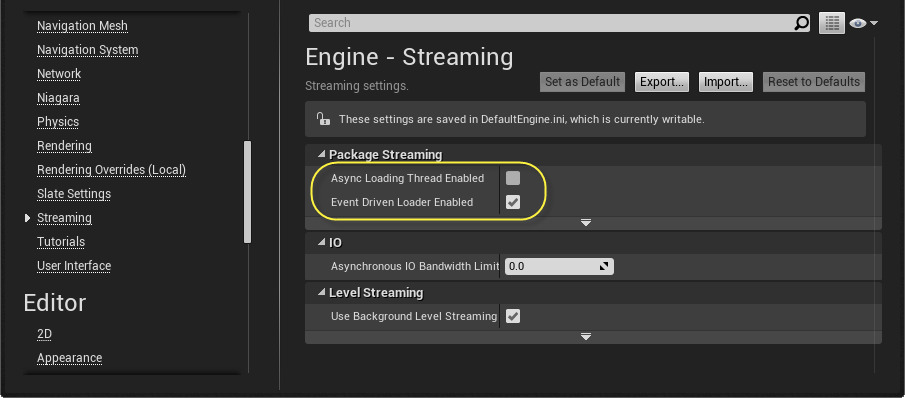 Navigation Mesh
Navigation System
Network
Niagara
Physics
Rendering
Rendering Overrides (Local)
Slate Settings
Streaming
Tutorials
User Interface
Editor
2D
Appearance
Search
Engine - Streaming
Streaming settings.
Set as Default Export... Import... Reset to Defaults
These settings are saved in DefaultEngine.ini, which is currently writable.
Package Streaming
Async Loading Thread Enabled
Event Driven Loader Enabled
IO
Asynchronous IO Bandwidth Limit 0.0
Level Streaming
Use Background Level Streaming